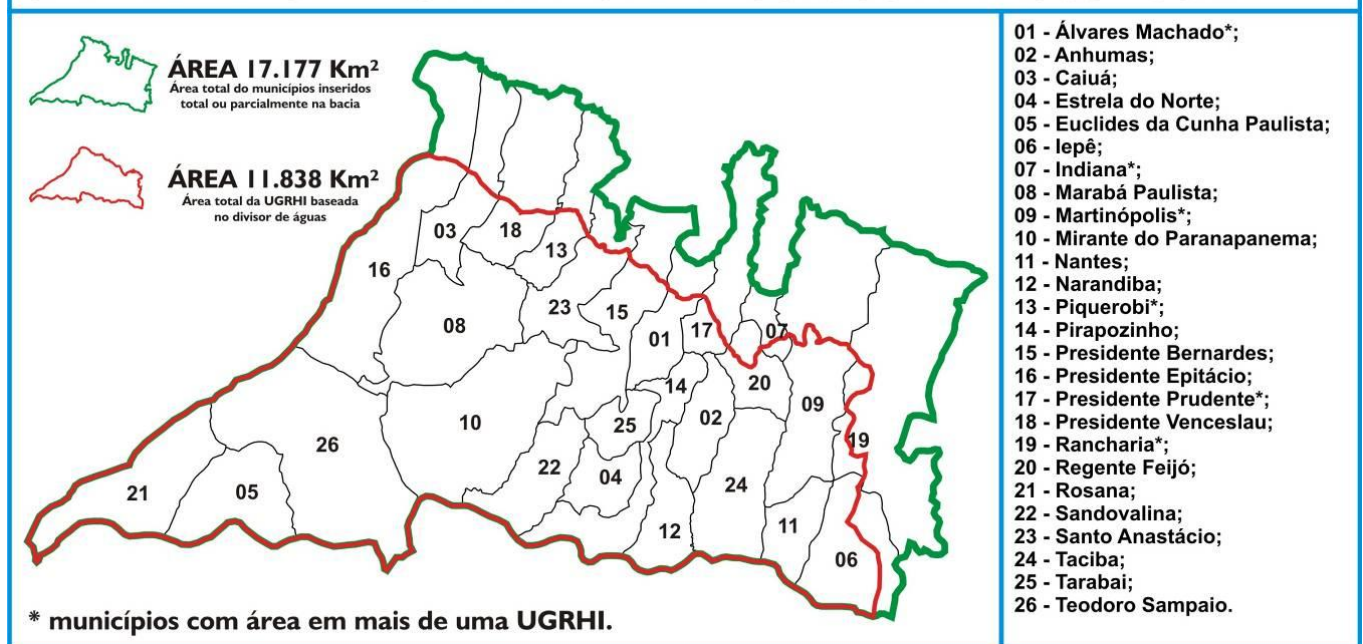 ÁREA 17.177 Km²
Área total do municípios inseridos
total ou parcialmente na bacia
ÁREA 11.838 Km²
Área total da UGRHI baseada
no divisor de águas
03
18
13
16
23
15
08
01
17
07
14
20
02
09
10
25
19
26
22
04
24
21
05
12
11
06
* municípios com área em mais de uma UGRHI.
01 - Álvares Machado*;
02 - Anhumas;
03 - Caiuá;
04 - Estrela do Norte;
05 - Euclides da Cunha Paulista;
06 - Iepê;
07 - Indiana*;
08 - Marabá Paulista;
09 - Martinópolis*;
10 - Mirante do Paranapanema;
11 - Nantes;
12 - Narandiba;
13 - Piquerobi*;
14 - Pirapozinho;
15 - Presidente Bernardes;
16 - Presidente Epitácio;
17 - Presidente Prudente*;
18 - Presidente Venceslau;
19 - Rancharia*;
20 - Regente Feijó;
21 - Rosana;
22 - Sandovalina;
23 - Santo Anastácio;
24 - Taciba;
25 - Tarabai;
26 - Teodoro Sampaio.